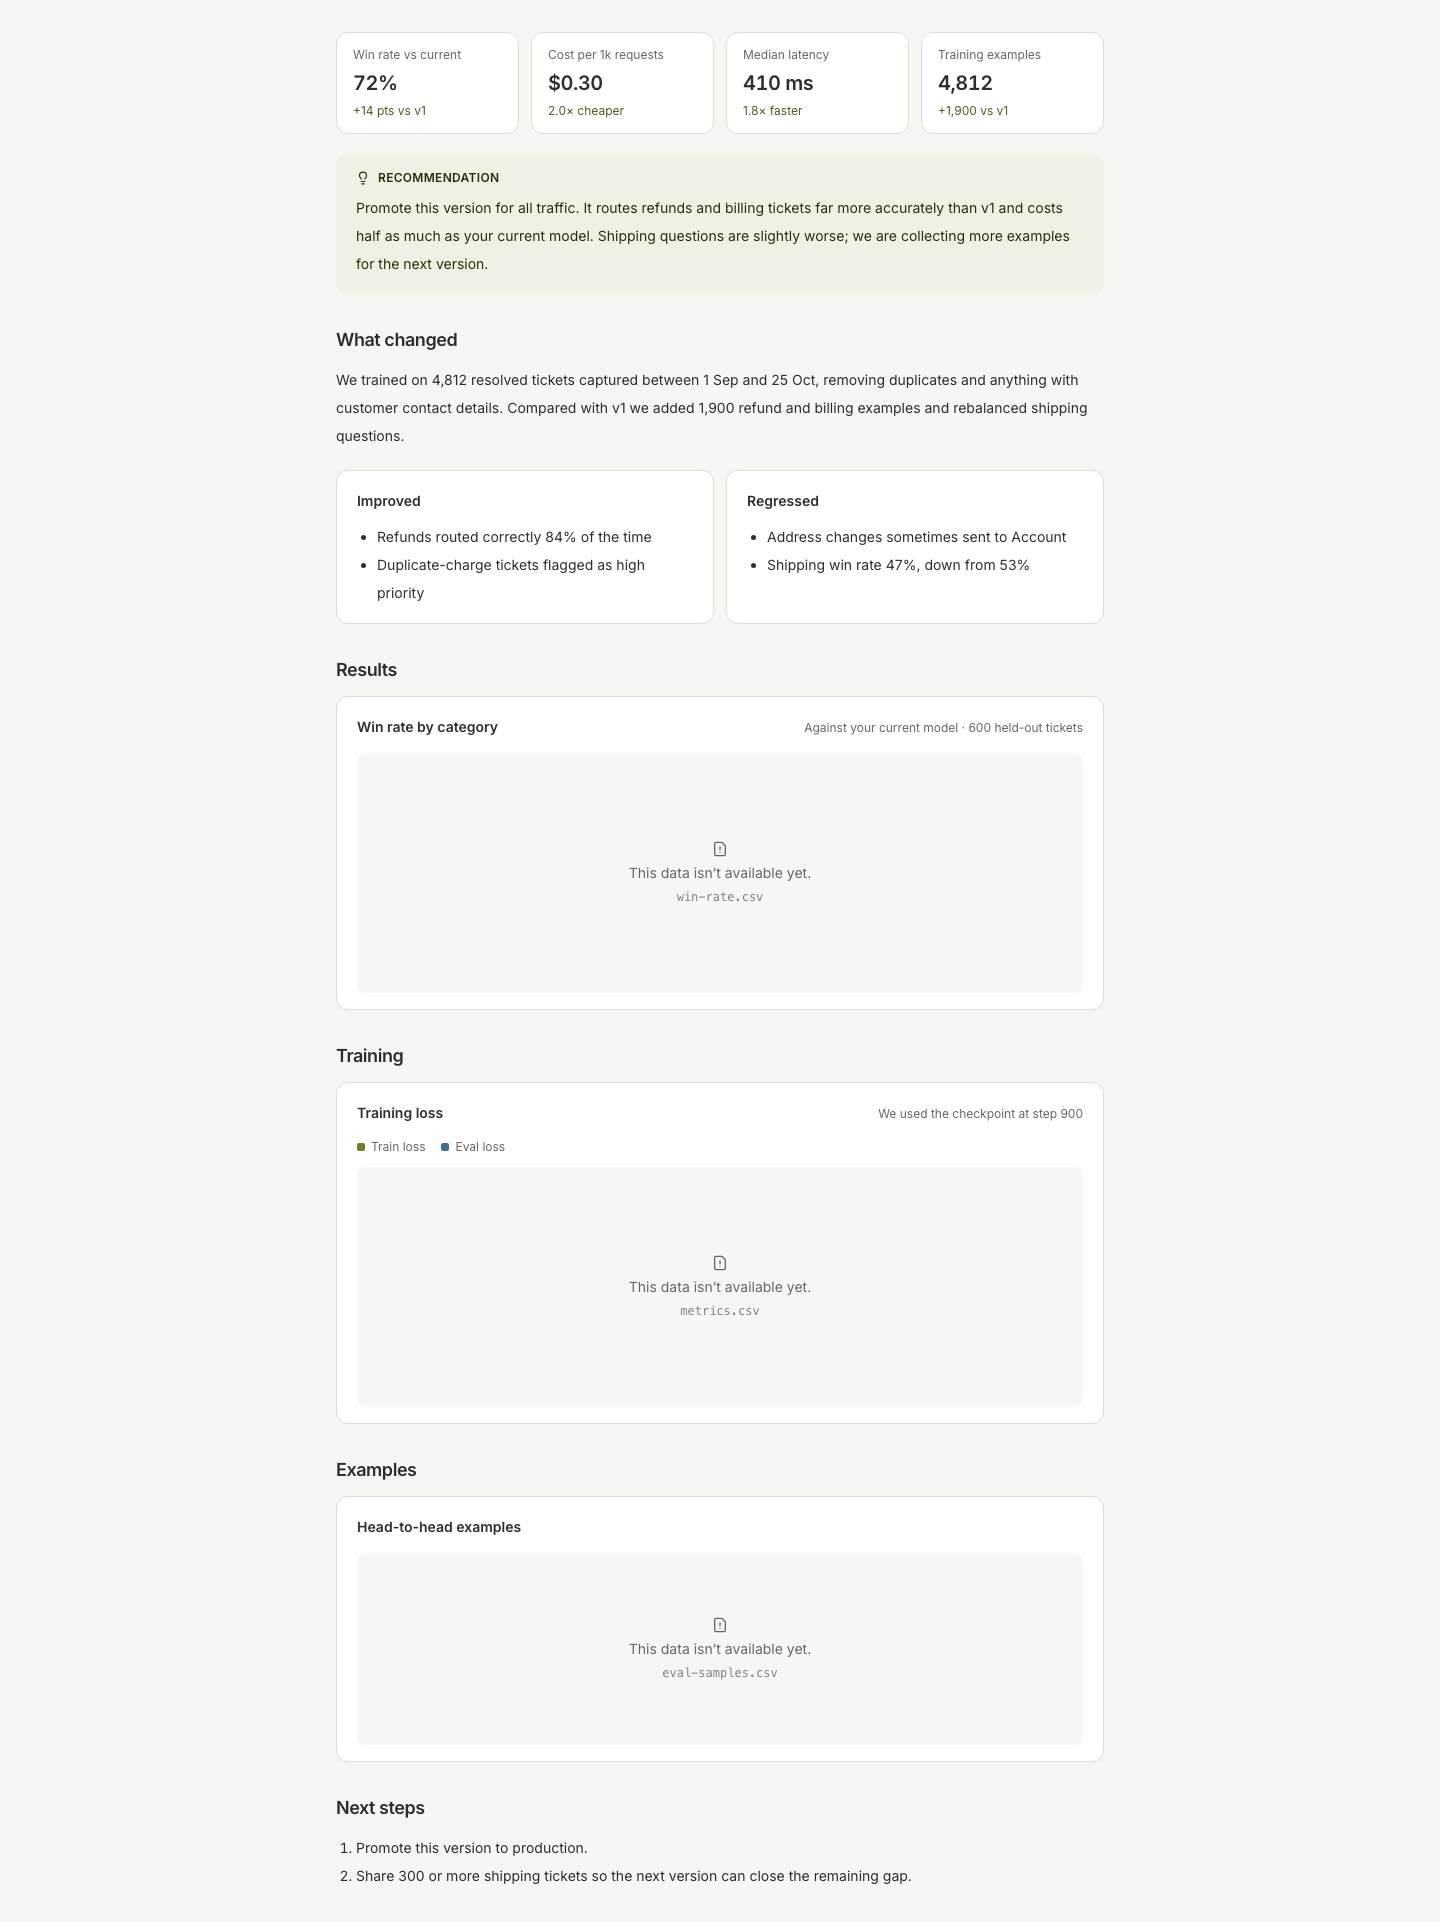 Win rate vs current
72%
+14 pts vs v1
Cost per 1k requests
$0.30
2.0× cheaper
Median latency
410 ms
1.8× faster
Training examples
4,812
+1,900 vs v1
RECOMMENDATION
Promote this version for all traffic. It routes refunds and billing tickets far more accurately than v1 and costs
half as much as your current model. Shipping questions are slightly worse; we are collecting more examples
for the next version.
What changed
We trained on 4,812 resolved tickets captured between 1 Sep and 25 Oct, removing duplicates and anything with
customer contact details. Compared with v1 we added 1,900 refund and billing examples and rebalanced shipping
questions.
Improved
• Refunds routed correctly 84% of the time
• Duplicate-charge tickets flagged as high
priority
Regressed
• Address changes sometimes sent to Account
• Shipping win rate 47%, down from 53%
Results
Win rate by category
Against your current model · 600 held-out tickets
This data isn’t available yet.
win-rate.csv
Training
Training loss
We used the checkpoint at step 900
Train loss
Eval loss
This data isn’t available yet.
metrics.csv
Examples
Head-to-head examples
This data isn’t available yet.
eval-samples.csv
Next steps
1. Promote this version to production.
2. Share 300 or more shipping tickets so the next version can close the remaining gap.